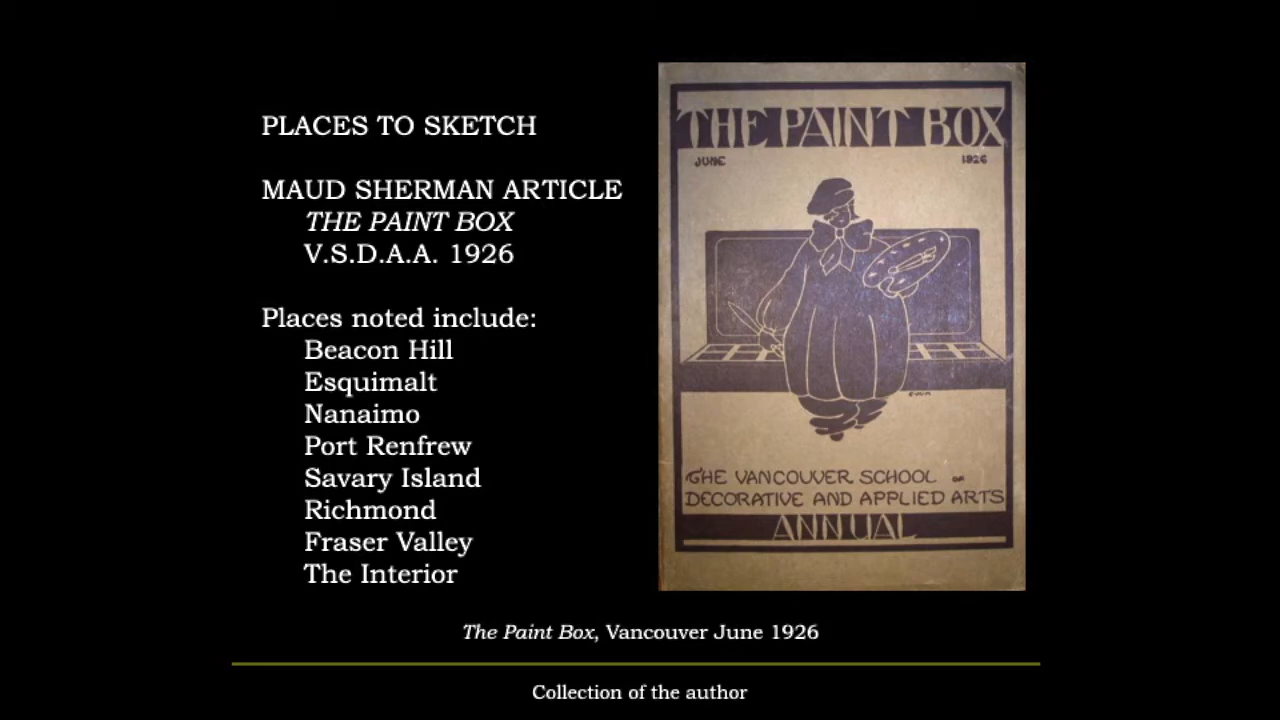 PLACES TO SKETCH
MAUD SHERMAN ARTICLE
THE PAINT BOX
V.S.D.A.A. 1926
Places noted include:
Beacon Hill
Esquimalt
Nanaimo
Port Renfrew
Savary Island
Richmond
Fraser Valley
The Interior
THE PAINT BOX
JUNE 1926
THE VANCOUVER SCHOOL OF
DECORATIVE AND APPLIED ARTS
ANNUAL
The Paint Box, Vancouver June 1926
Collection of the author